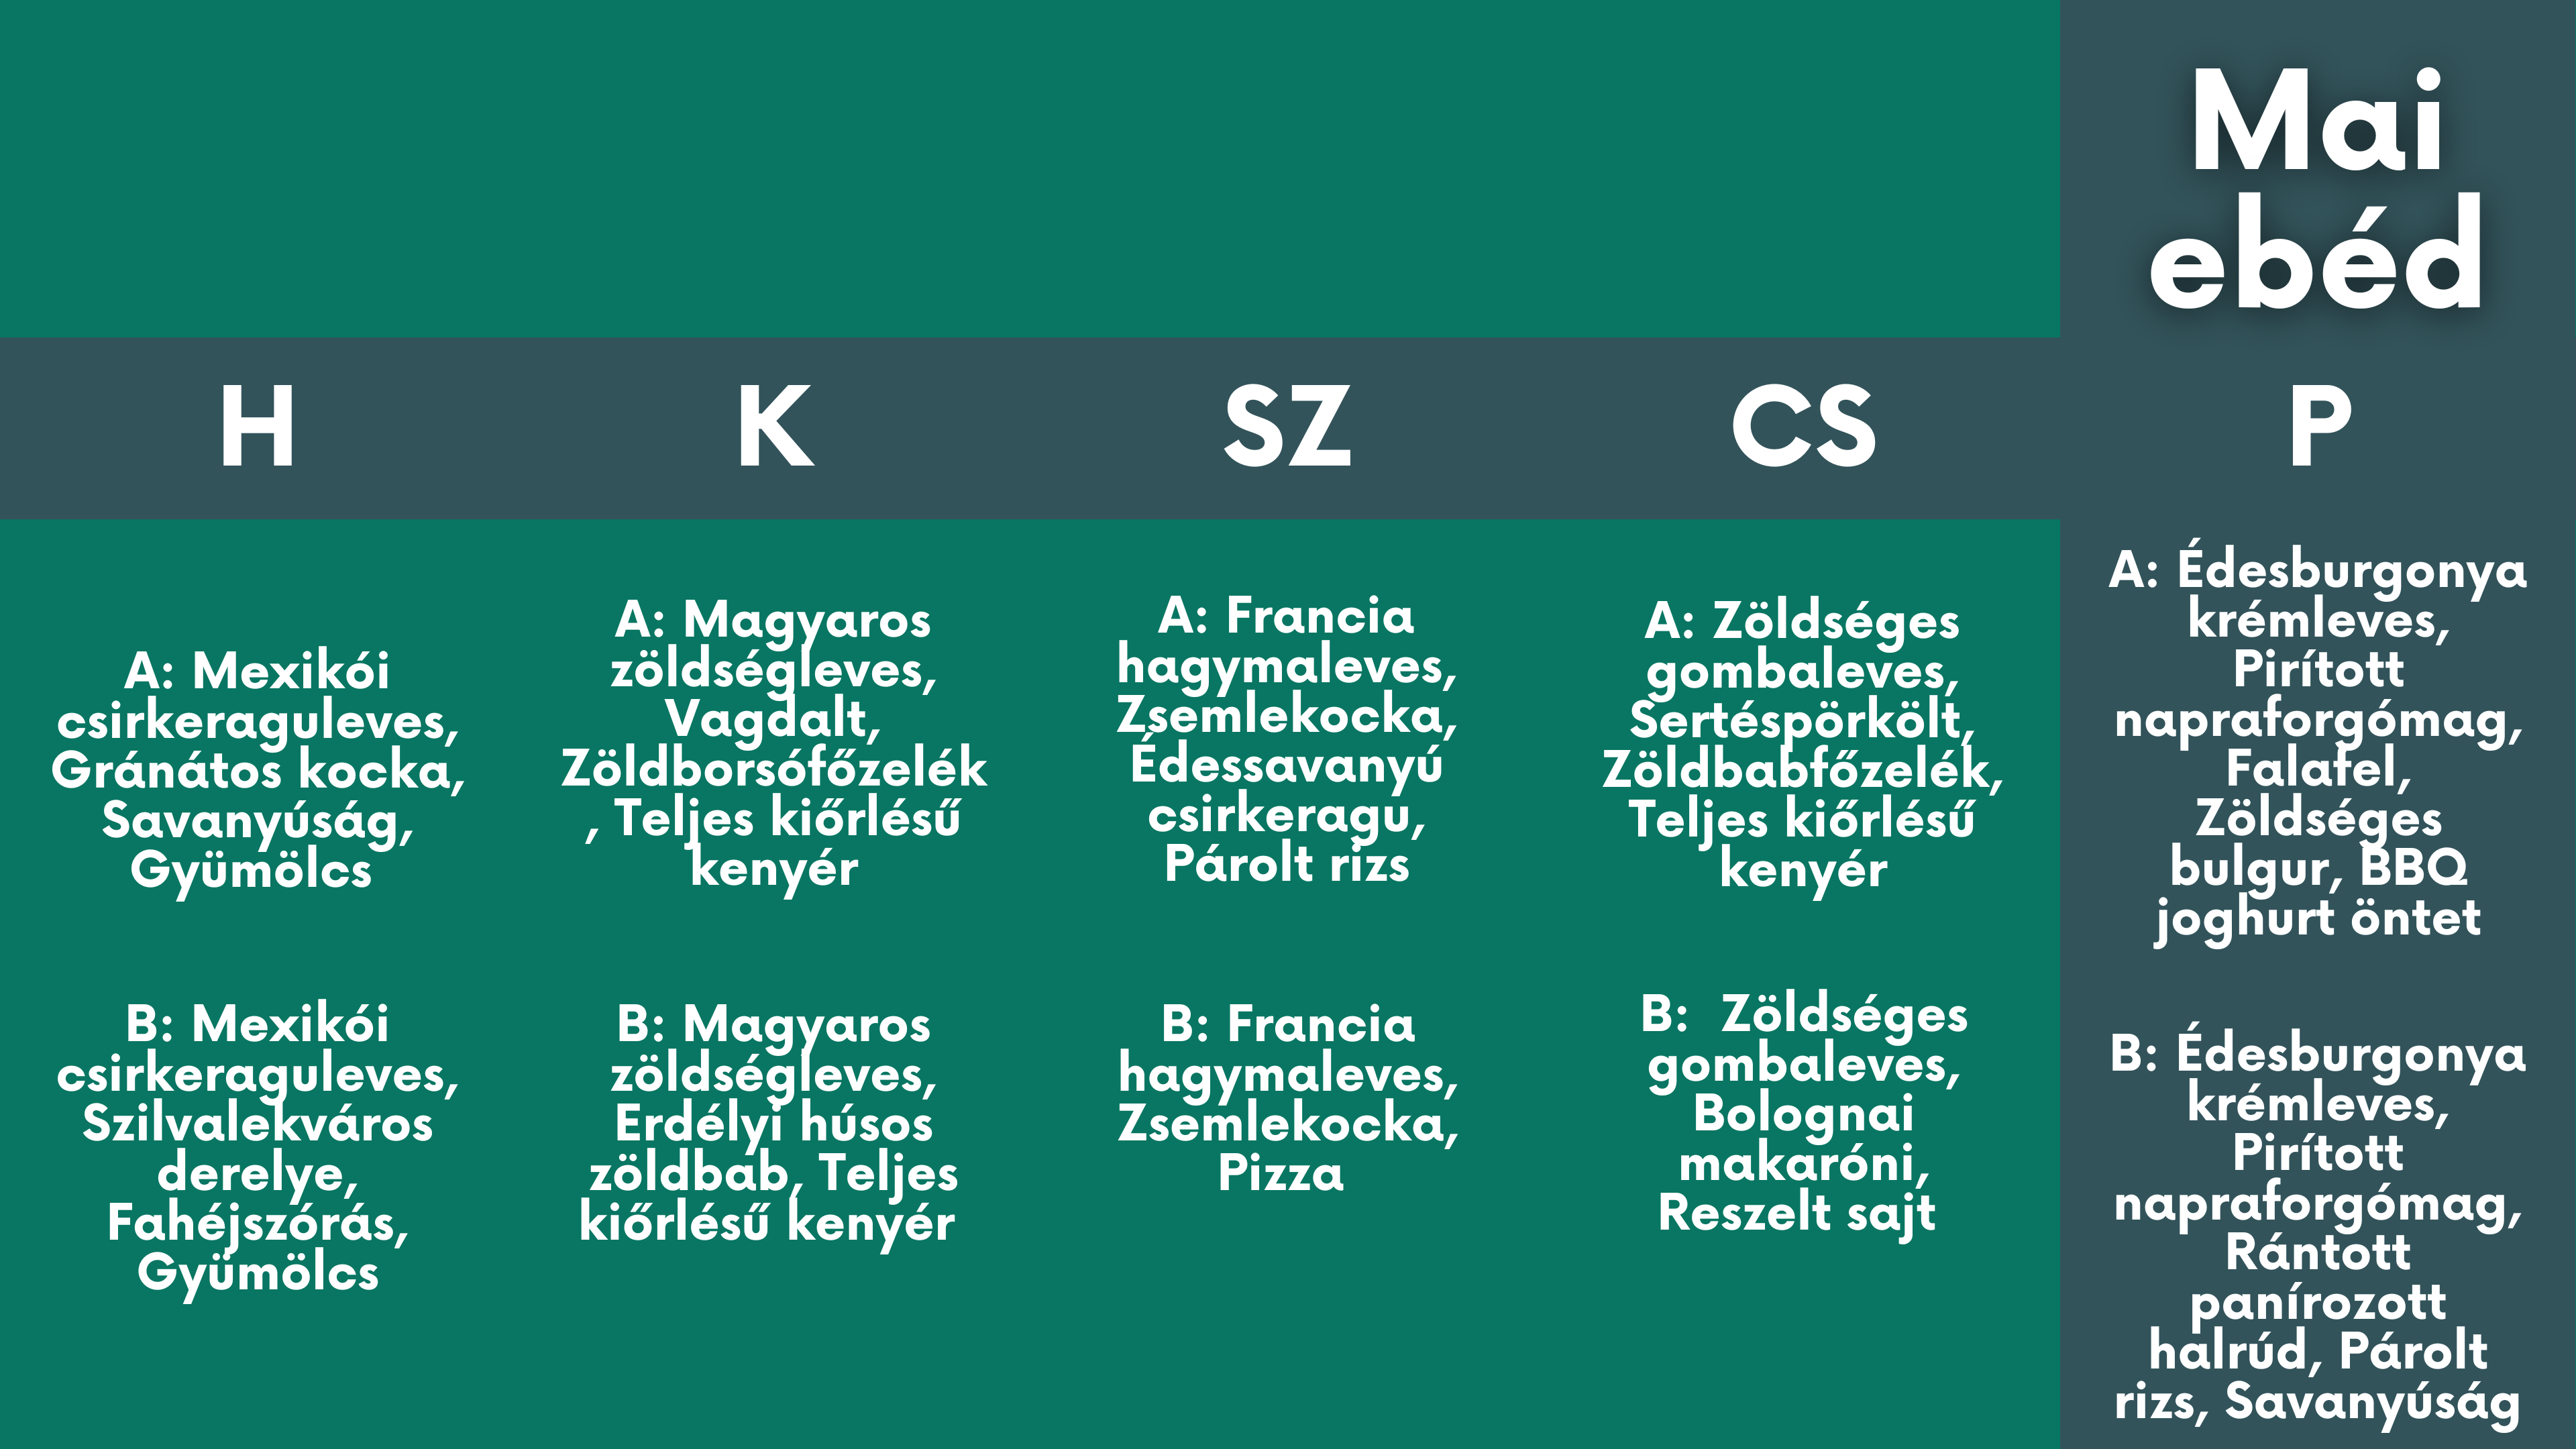 Mai
ebéd
H
K
SZ
CS
P
A: Mexikói
csirkeraguleves,
Gránátos kocka,
Savanyúság,
Gyümölcs
B: Mexikói
csirkeraguleves,
Szilvalekváros
derelye,
Fahéjszórás,
Gyümölcs
A: Magyaros
zöldségleves,
Vagdalt,
Zöldborsófőzelék
, Teljes kiőrlésű
kenyér
B: Magyaros
zöldségleves,
Erdélyi húsos
zöldbab, Teljes
kiőrlésű kenyér
A: Francia
hagymaleves,
Zsemlekocka,
Édessavanyú
csirkeragu,
Párolt rizs
B: Francia
hagymaleves,
Zsemlekocka,
Pizza
A: Zöldséges
gombaleves,
Sertéspörkölt,
Zöldbabfőzelék,
Teljes kiőrlésű
kenyér
B: Zöldséges
gombaleves,
Bolognai
makaróni,
Reszelt sajt
A: Édesburgonya
krémleves,
Pirított
napraforgómag,
Falafel,
Zöldséges
bulgur, BBQ
joghurt öntet
B: Édesburgonya
krémleves,
Pirított
napraforgómag,
Rántott
panírozott
halrúd, Párolt
rizs, Savanyúság